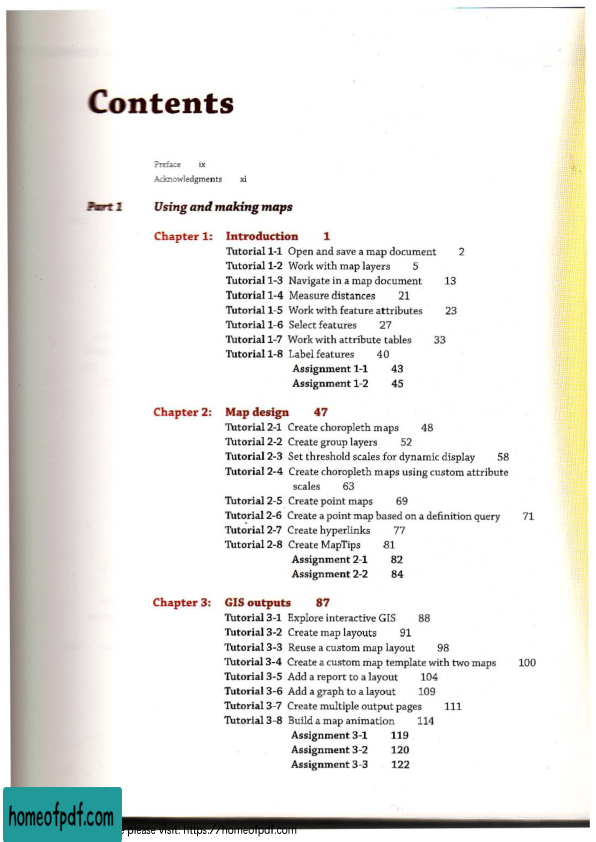 Contents
Preface ix
Acknowledgments xi
Part 1 Using and making maps
Chapter 1: Introduction 1
Tutorial 1-1 Open and save a map document 2
Tutorial 1-2 Work with map layers 5
Tutorial 1-3 Navigate in a map document 13
Tutorial 1-4 Measure distances 21
Tutorial 1-5 Work with feature attributes 23
Tutorial 1-6 Select features 27
Tutorial 1-7 Work with attribute tables 33
Tutorial 1-8 Label features 40
Assignment 1-1 43
Assignment 1-2 45
Chapter 2: Map design 47
Tutorial 2-1 Create choropleth maps 48
Tutorial 2-2 Create group layers 52
Tutorial 2-3 Set threshold scales for dynamic display 58
Tutorial 2-4 Create choropleth maps using custom attribute
scales 63
Tutorial 2-5 Create point maps 69
Tutorial 2-6 Create a point map based on a definition query 71
Tutorial 2-7 Create hyperlinks 77
Tutorial 2-8 Create MapTips 81
Assignment 2-1 82
Assignment 2-2 84
Chapter 3: GIS outputs 87
Tutorial 3-1 Explore interactive GIS 88
Tutorial 3-2 Create map layouts 91
Tutorial 3-3 Reuse a custom map layout 98
Tutorial 3-4 Create a custom map template with two maps 100
Tutorial 3-5 Add a report to a layout 104
Tutorial 3-6 Add a graph to a layout 109
Tutorial 3-7 Create multiple output pages 111
Tutorial 3-8 Build a map animation 114
Assignment 3-1 119
Assignment 3-2 120
Assignment 3-3 122
homeofpdf.com
please visit: https://homeofpdf.com